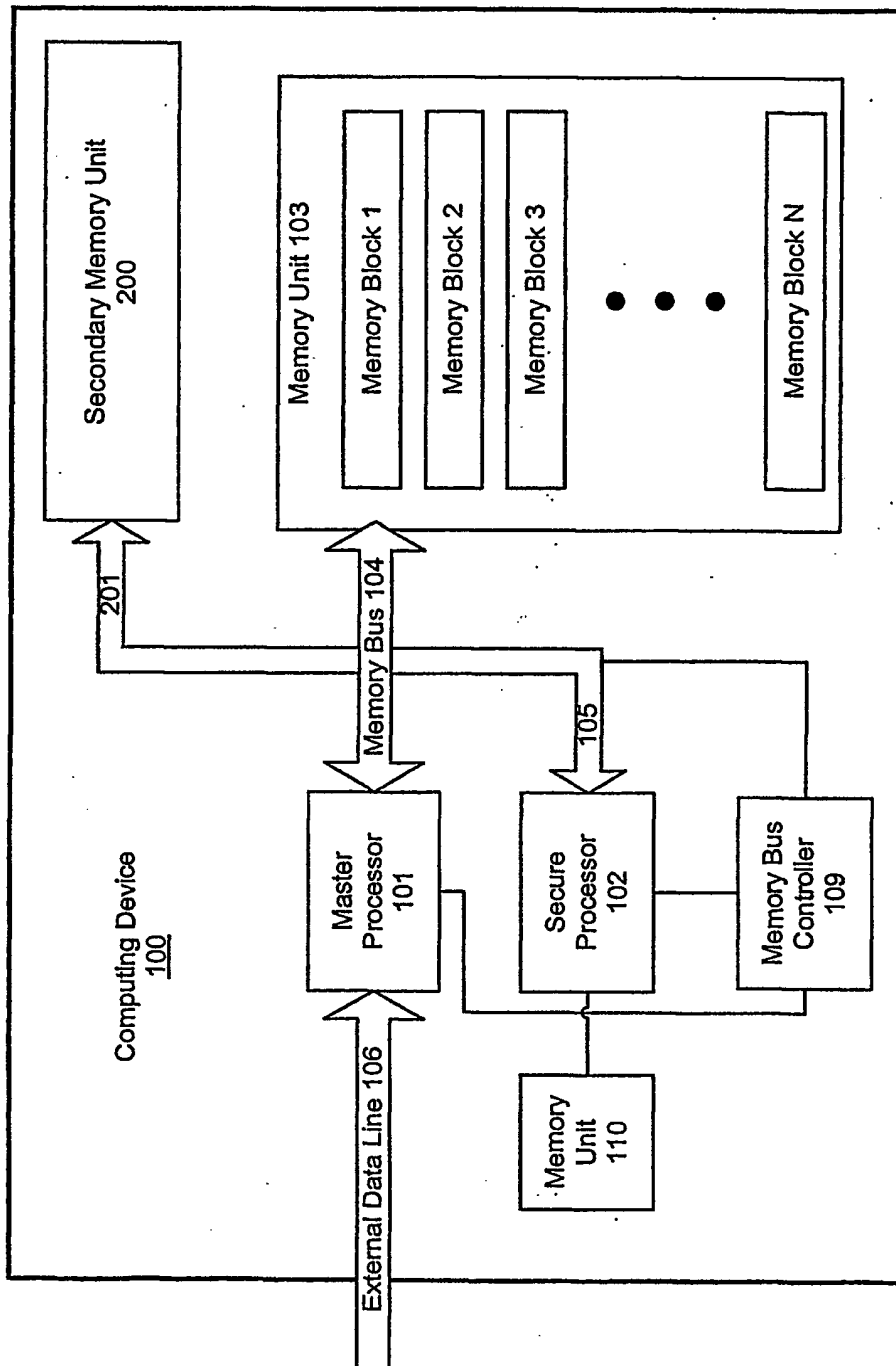 Computing Device
100
Secondary Memory Unit
200
201
External Data Line 106
Master
Processor
101
Memory Bus 104
Memory Unit 103
Memory Block 1
Memory Block 2
Memory Block 3
Memory Block N
105
Secure
Processor
102
Memory
Unit
110
Memory Bus
Controller
109